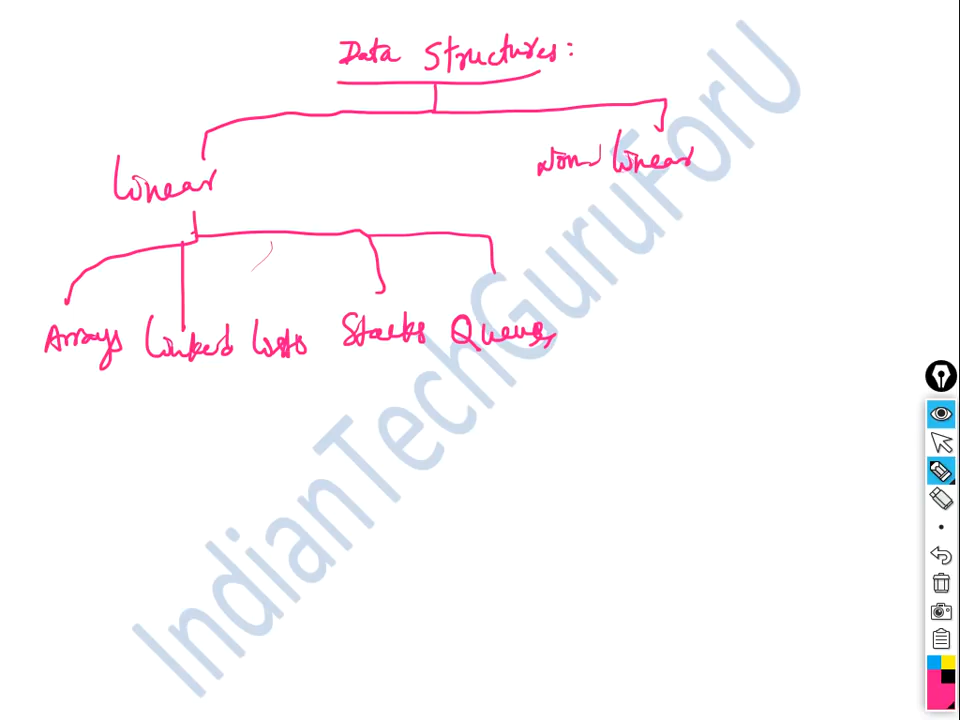 Data Structures:
Linear
Non Linear
Arrays Linked Lists Stacks Queues
IndianTechGuruForU